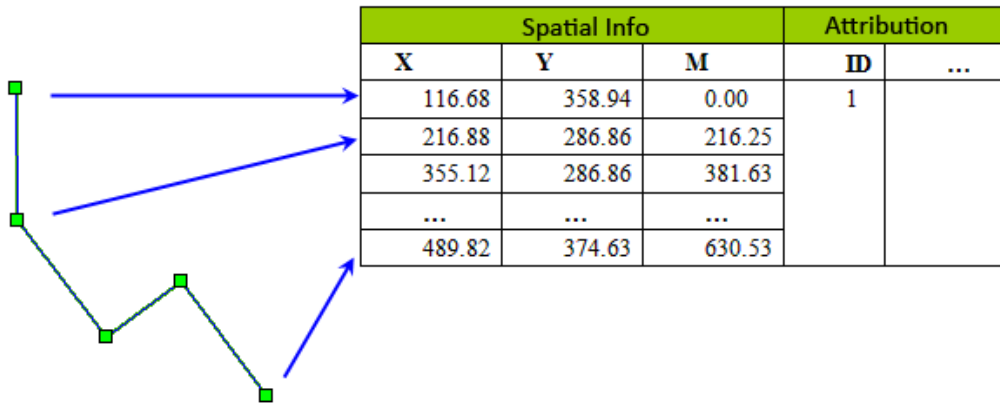 Spatial Info Attribution
X Y M ID ...
116.68 358.94 0.00 1
216.88 286.86 216.25
355.12 286.86 381.63
... ... ...
489.82 374.63 630.53